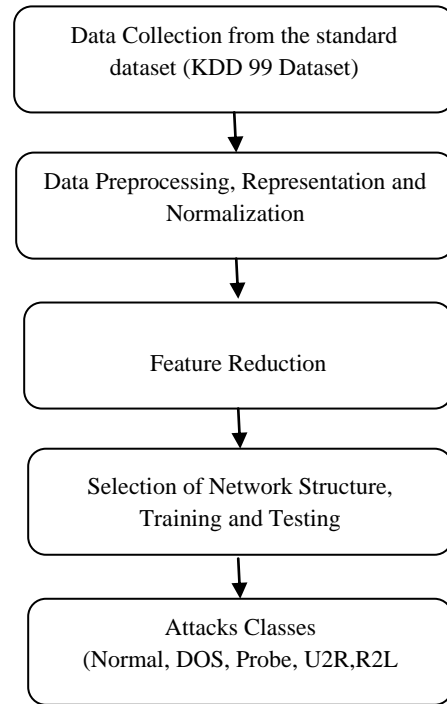 Data Collection from the standard
dataset (KDD 99 Dataset)
Data Preprocessing, Representation and
Normalization
Feature Reduction
Selection of Network Structure,
Training and Testing
Attacks Classes
(Normal, DOS, Probe, U2R,R2L